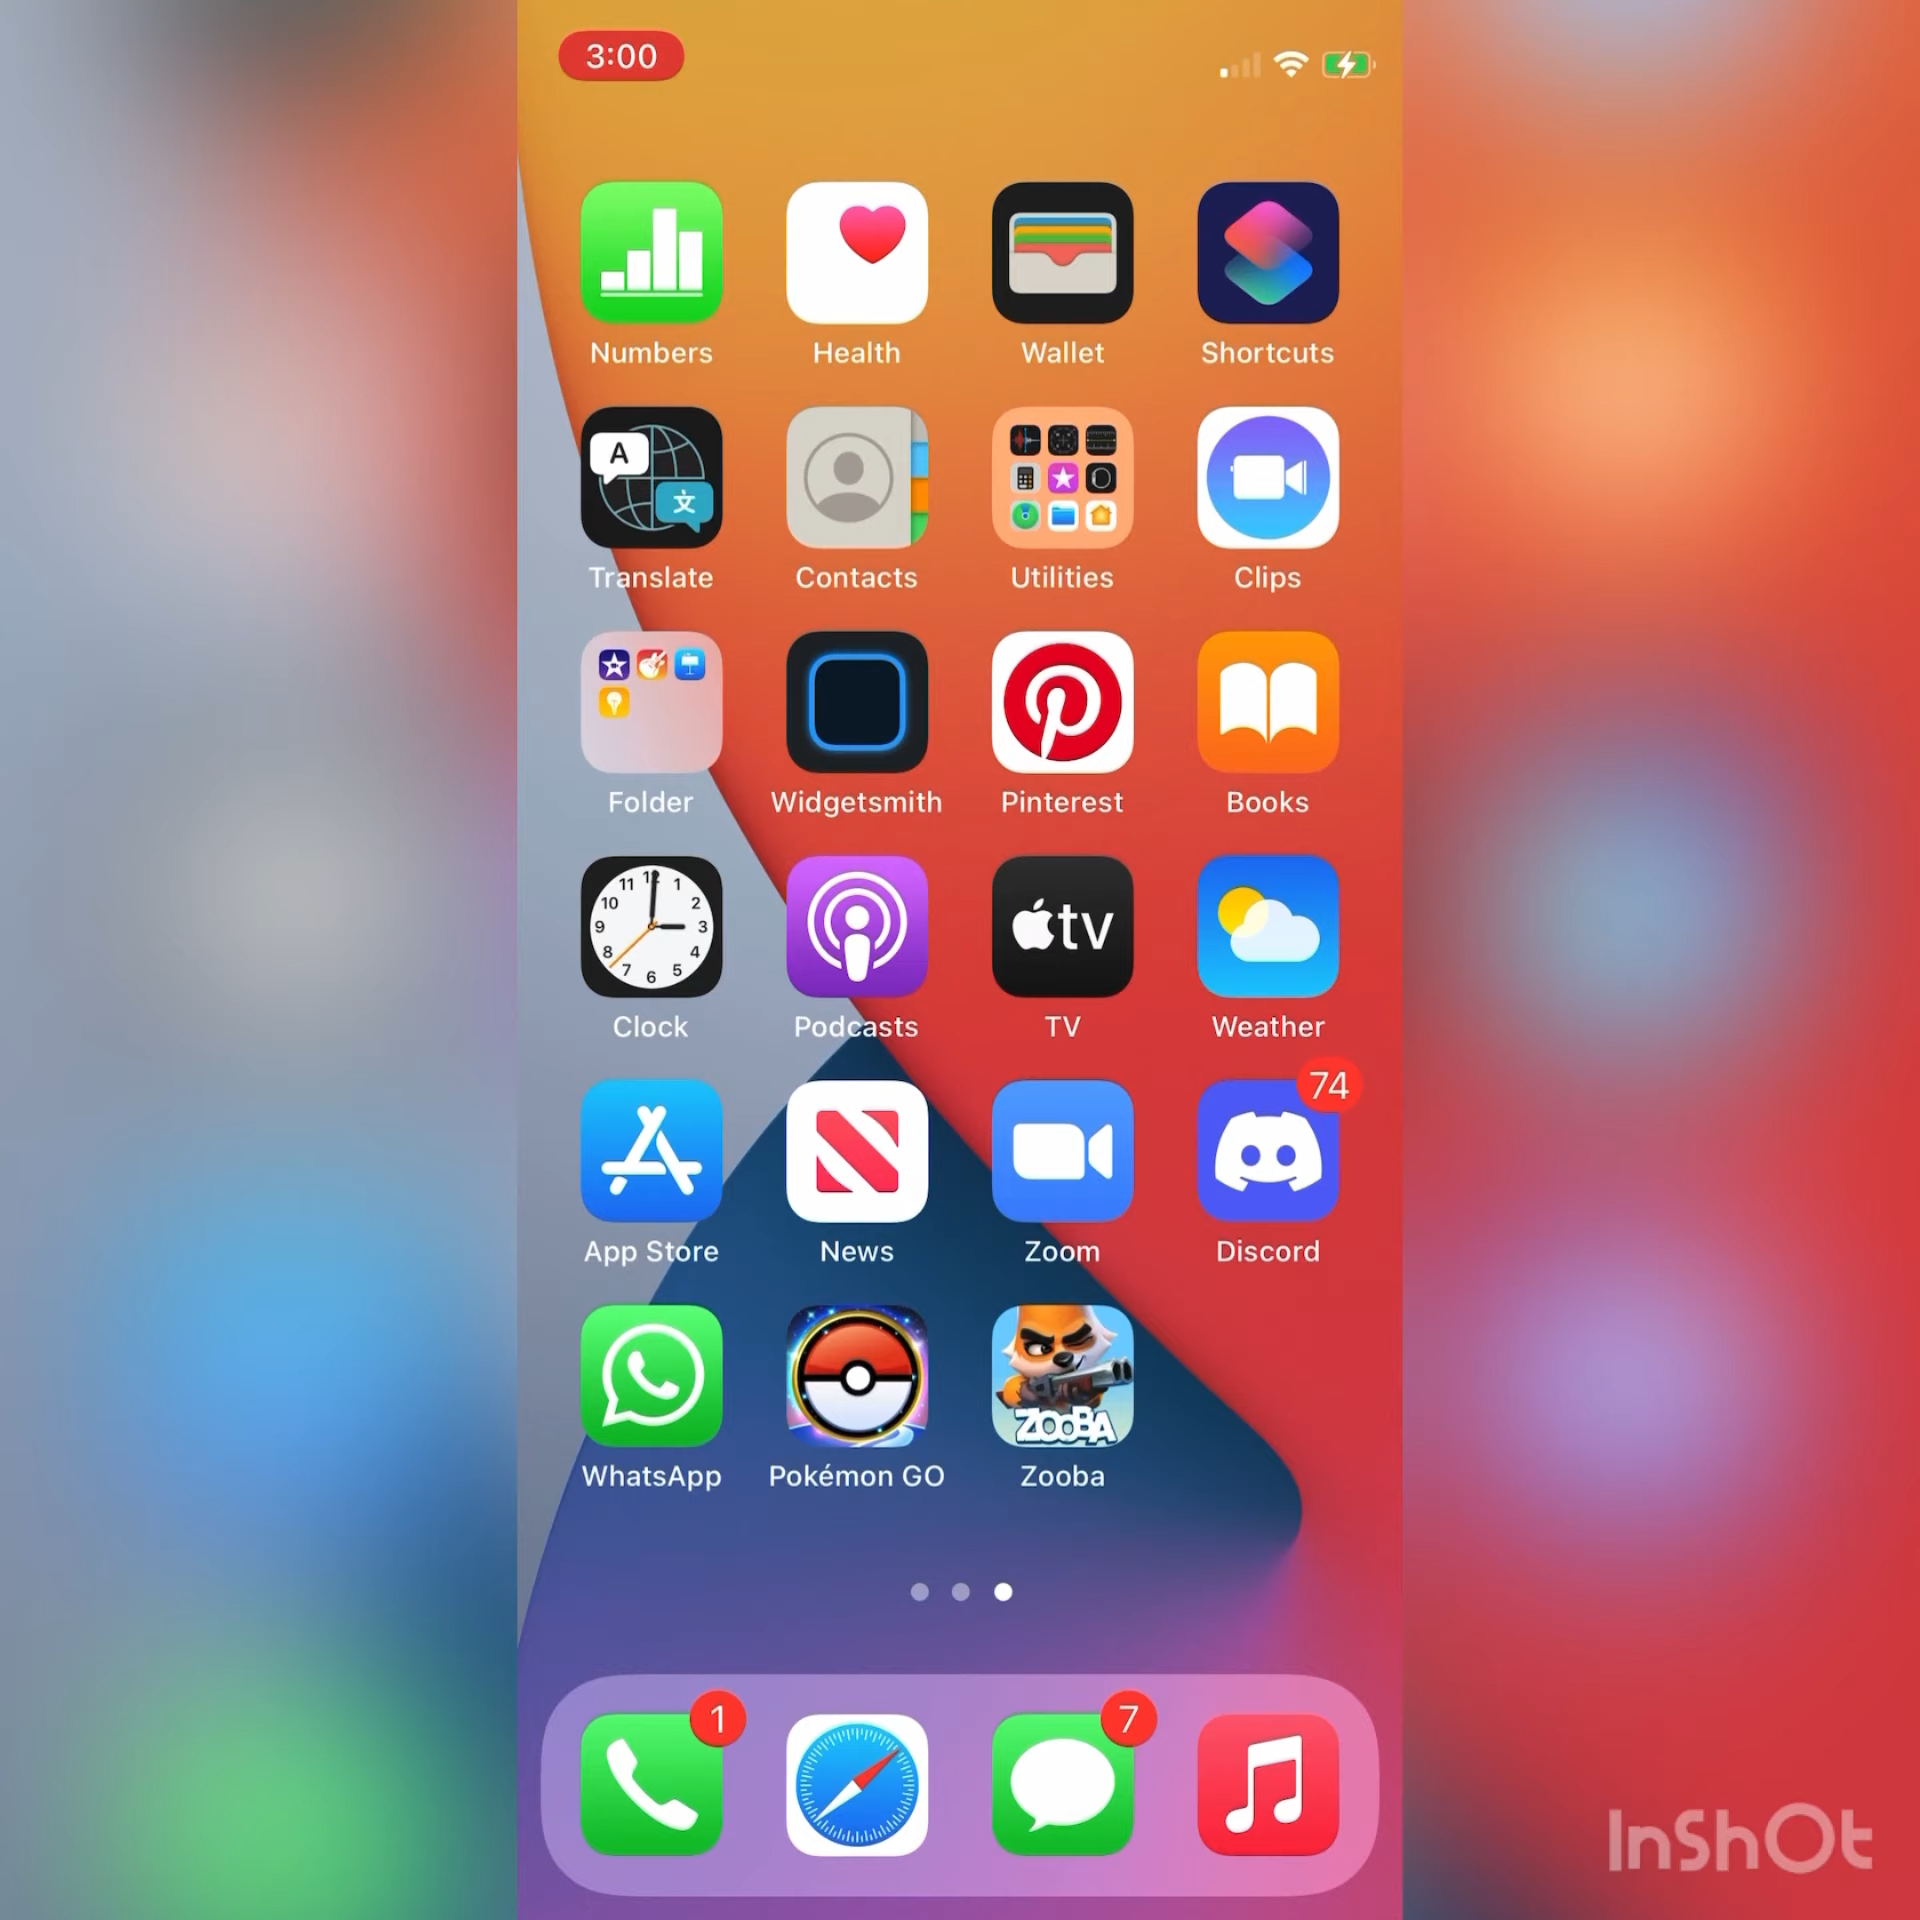 3:00
Numbers
Health
Wallet
Shortcuts
A
文
Translate
Contacts
Utilities
Clips
Folder
Widgetsmith
Pinterest
Books
11 12 1
10 2
9 3
8 4
7 6 5
Clock
Podcasts
tv
TV
Weather
App Store
News
Zoom
74
Discord
WhatsApp
Pokémon GO
ZOOBA
Zooba
1
7
InShOt